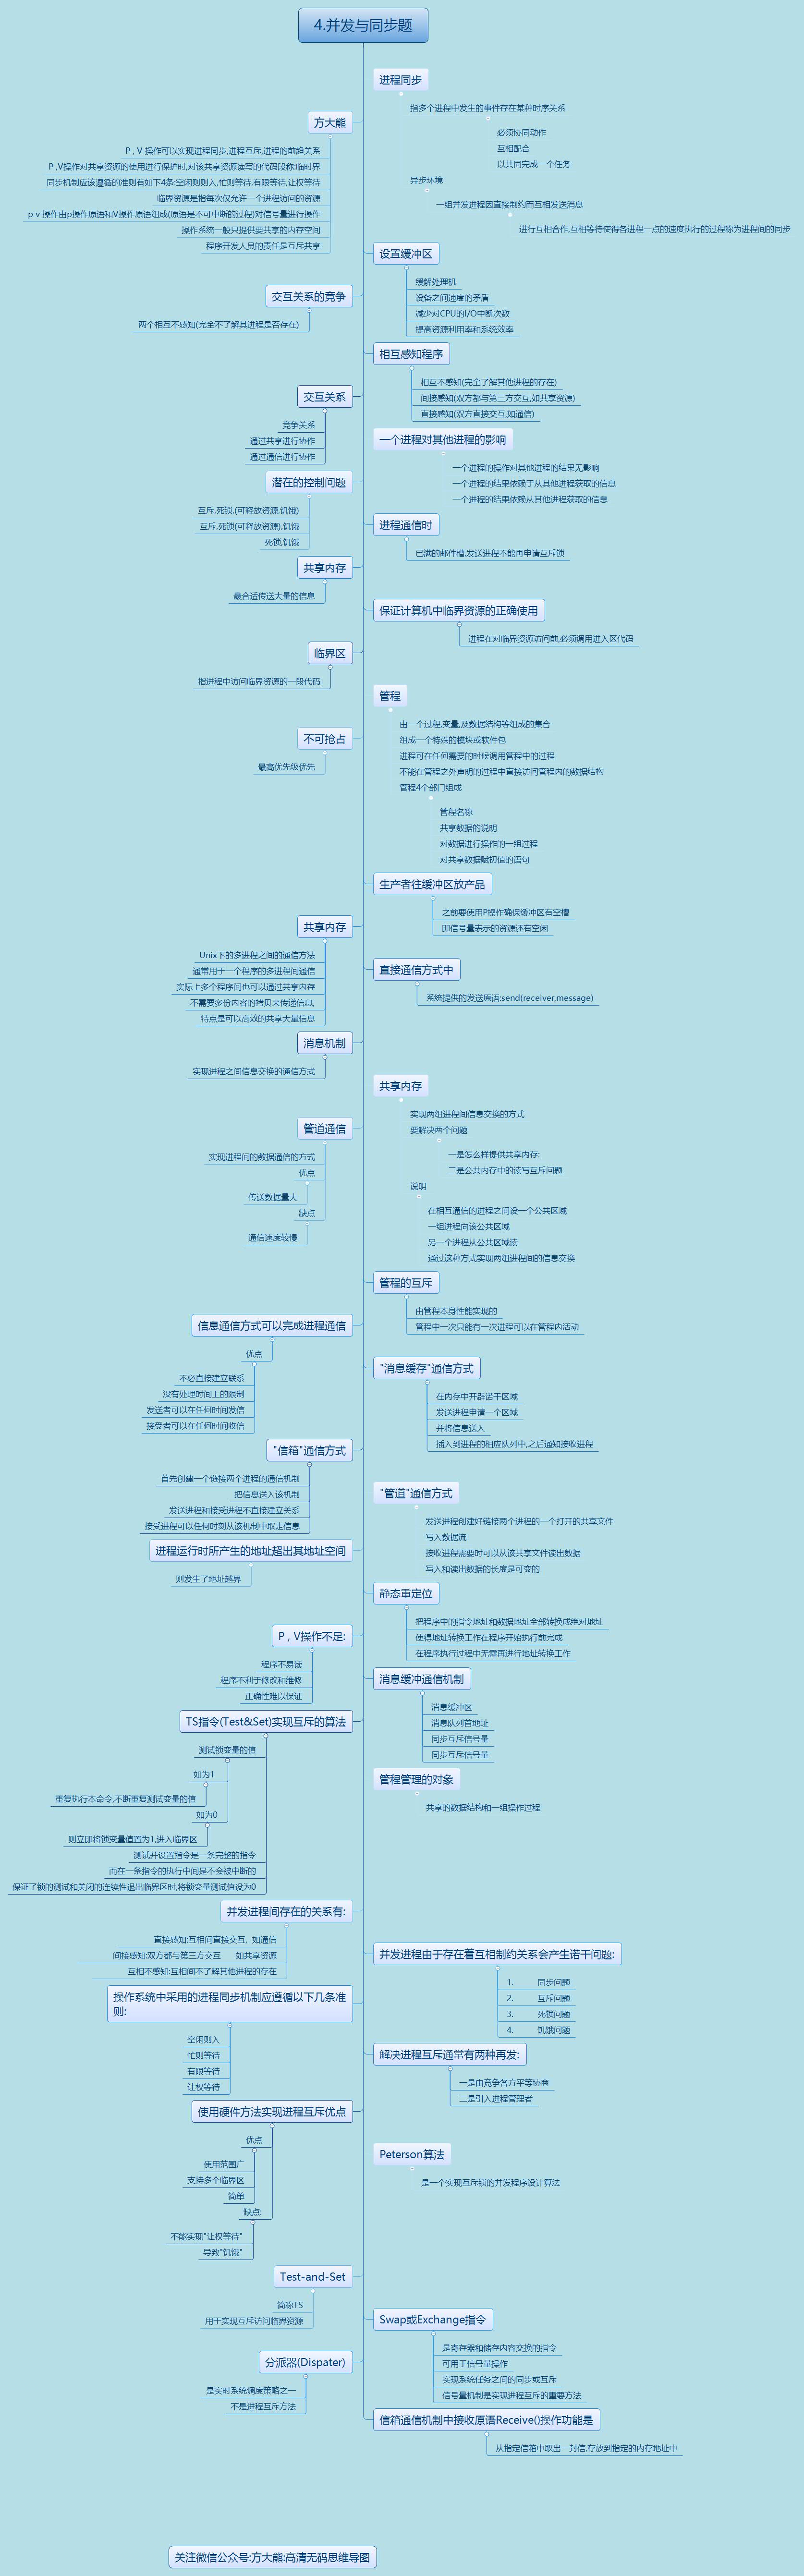 4.并发与同步题
进程同步
指多个进程中发生的事件存在某种时序关系
必须协同动作
互相配合
以共同完成一个任务
异步环境
一组并发进程因直接制约而互相发送消息
进行互相合作,互相等待使得各进程一点的速度执行的过程称为进程间的同步
方大熊
P , V 操作可以实现进程同步,进程互斥,进程的前趋关系
P ,V操作对共享资源的使用进行保护时,对该共享资源读写的代码段称:临时界
同步机制应该遵循的准则有如下4条:空闲则则入,忙则等待,有限等待,让权等待
临界资源是指每次仅允许一个进程访问的资源
p v 操作由p操作原语和V操作原语组成(原语是不可中断的过程)对信号量进行操作
操作系统一般只提供要共享的内存空间
程序开发人员的责任是互斥共享
设置缓冲区
缓解处理机
设备之间速度的矛盾
减少对CPU的I/O中断次数
提高资源利用率和系统效率
交互关系的竞争
两个相互不感知(完全不了解其进程是否存在)
相互感知程序
相互不感知(完全了解其他进程的存在)
间接感知(双方都与第三方交互,如共享资源)
直接感知(双方直接交互,如通信)
交互关系
竞争关系
通过共享进行协作
通过通信进行协作
一个进程对其他进程的影响
一个进程的操作对其他进程的结果无影响
一个进程的结果依赖于从其他进程获取的信息
一个进程的结果依赖从其他进程获取的信息
潜在的控制问题
互斥,死锁,(可释放资源,饥饿)
互斥,死锁(可释放资源),饥饿
死锁,饥饿
进程通信时
已满的邮件槽,发送进程不能再申请互斥锁
共享内存
最合适传送大量的信息
保证计算机中临界资源的正确使用
进程在对临界资源访问前,必须调用进入区代码
临界区
指进程中访问临界资源的一段代码
管程
由一个过程,变量,及数据结构等组成的集合
组成一个特殊的模块或软件包
进程可在任何需要的时候调用管程中的过程
不能在管程之外声明的过程中直接访问管程内的数据结构
管程4个部门组成
管程名称
共享数据的说明
对数据进行操作的一组过程
对共享数据赋初值的语句
不可抢占
最高优先级优先
生产者往缓冲区放产品
之前要使用P操作确保缓冲区有空槽
即信号量表示的资源还有空闲
共享内存
Unix下的多进程之间的通信方法
通常用于一个程序的多进程间通信
实际上多个程序间也可以通过共享内存
不需要多份内容的拷贝来传递信息,
特点是可以高效的共享大量信息
直接通信方式中
系统提供的发送原语:send(receiver,message)
消息机制
实现进程之间信息交换的通信方式
共享内存
实现两组进程间信息交换的方式
要解决两个问题
一是怎么样提供共享内存:
二是公共内存中的读写互斥问题
说明
在相互通信的进程之间设一个公共区域
一组进程向该公共区域
另一个进程从公共区域读
通过这种方式实现两组进程间的信息交换
管道通信
实现进程间的数据通信的方式
优点
传送数据量大
缺点
通信速度较慢
管程的互斥
由管程本身性能实现的
管程中一次只能有一次进程可以在管程内活动
信息通信方式可以完成进程通信
优点
不必直接建立联系
没有处理时间上的限制
发送者可以在任何时间发信
接受者可以在任何时间收信
"消息缓存"通信方式
在内存中开辟诺干区域
发送进程申请一个区域
并将信息送入
插入到进程的相应队列中,之后通知接收进程
"信箱"通信方式
首先创建一个链接两个进程的通信机制
把信息送入该机制
发送进程和接受进程不直接建立关系
接受进程可以任何时刻从该机制中取走信息
"管道"通信方式
发送进程创建好链接两个进程的一个打开的共享文件
写入数据流
接收进程需要时可以从该共享文件读出数据
写入和读出数据的长度是可变的
进程运行时所产生的地址超出其地址空间
则发生了地址越界
静态重定位
把程序中的指令地址和数据地址全部转换成绝对地址
使得地址转换工作在程序开始执行前完成
在程序执行过程中无需再进行地址转换工作
P , V操作不足:
程序不易读
程序不利于修改和维修
正确性难以保证
消息缓冲通信机制
消息缓冲区
消息队列首地址
同步互斥信号量
同步互斥信号量
TS指令(Test&Set)实现互斥的算法
测试锁变量的值
如为1
重复执行本命令,不断重复测试变量的值
如为0
则立即将锁变量值置为1,进入临界区
测试并设置指令是一条完整的指令
而在一条指令的执行中间是不会被中断的
保证了锁的测试和关闭的连续性退出临界区时,将锁变量测试值设为0
管程管理的对象
共享的数据结构和一组操作过程
并发进程间存在的关系有:
直接感知:互相间直接交互, 如通信
间接感知:双方都与第三方交互 如共享资源
互相不感知:互相间不了解其他进程的存在
并发进程由于存在著互相制约关系会产生诺干问题:
1. 同步问题
2. 互斥问题
3. 死锁问题
4. 饥饿问题
操作系统中采用的进程同步机制应遵循以下几条准
则:
空闲则入
忙则等待
有限等待
让权等待
解决进程互斥通常有两种再发:
一是由竞争各方平等协商
二是引入进程管理者
使用硬件方法实现进程互斥优点
优点
使用范围广
支持多个临界区
简单
缺点:
不能实现"让权等待"
导致"饥饿"
Peterson算法
是一个实现互斥锁的并发程序设计算法
Test-and-Set
简称TS
用于实现互斥访问临界资源
Swap或Exchange指令
是寄存器和储存内容交换的指令
可用于信号量操作
实现系统任务之间的同步或互斥
信号量机制是实现进程互斥的重要方法
分派器(Dispater)
是实时系统调度策略之一
不是进程互斥方法
信箱通信机制中接收原语Receive()操作功能是
从指定信箱中取出一封信,存放到指定的内存地址中
关注微信公众号:方大熊:高清无码思维导图